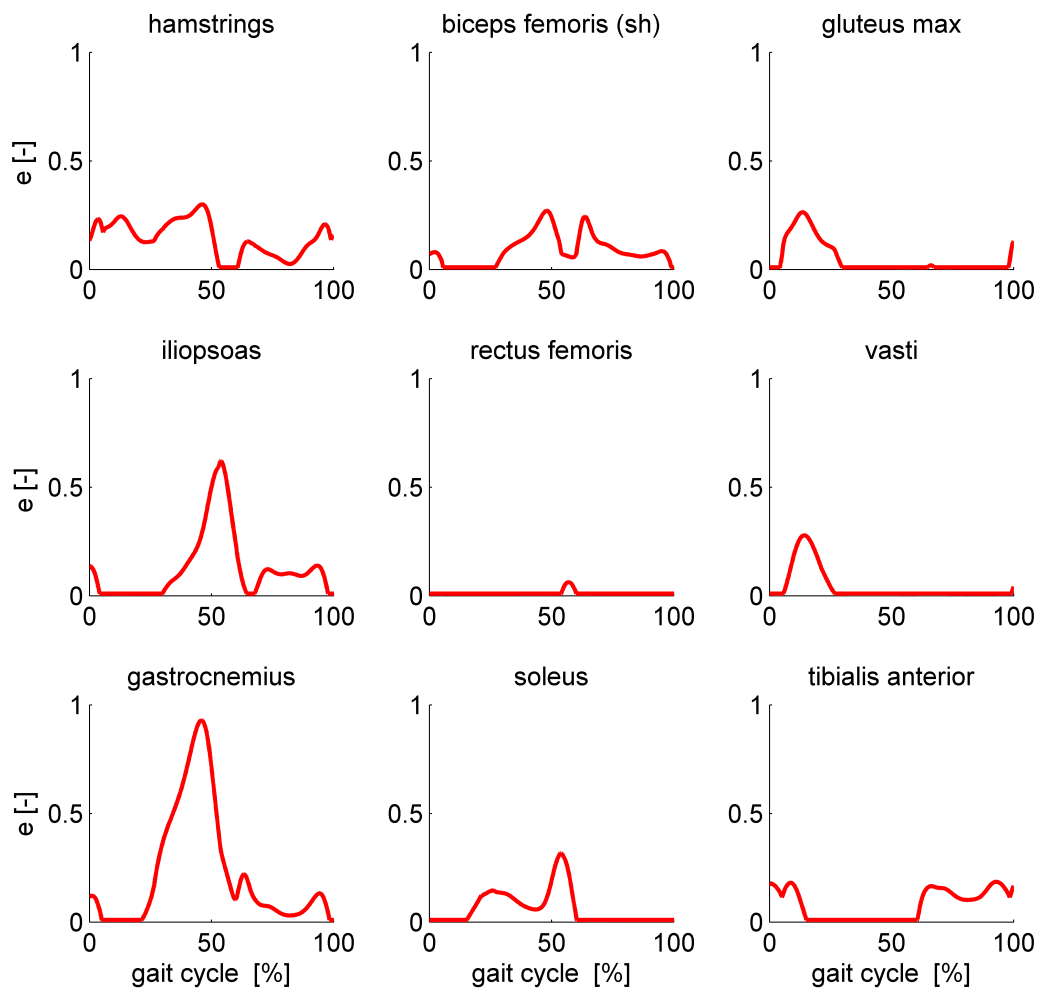 hamstrings
biceps femoris (sh)
gluteus max
1
1
1
e [-]
0.5
0.5
0.5
0
0
0
0 50 100
0 50 100
0 50 100
iliopsoas
rectus femoris
vasti
1
1
1
e [-]
0.5
0.5
0.5
0
0
0
0 50 100
0 50 100
0 50 100
gastrocnemius
soleus
tibialis anterior
1
1
1
e [-]
0.5
0.5
0.5
0
0
0
0 50 100
0 50 100
0 50 100
gait cycle [%]
gait cycle [%]
gait cycle [%]